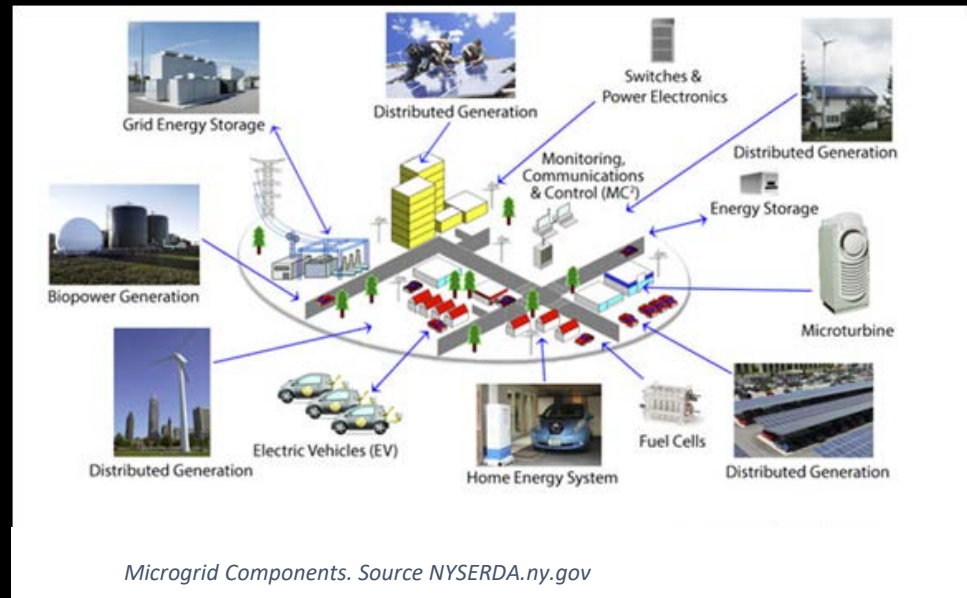 Grid Energy Storage
Distributed Generation
Switches &
Power Electronics
Distributed Generation
Monitoring,
Communications
& Control (MC²)
Energy Storage
Biopower Generation
Microturbine
Distributed Generation
Electric Vehicles (EV)
Home Energy System
Fuel Cells
Distributed Generation
Microgrid Components. Source NYSERDA.ny.gov